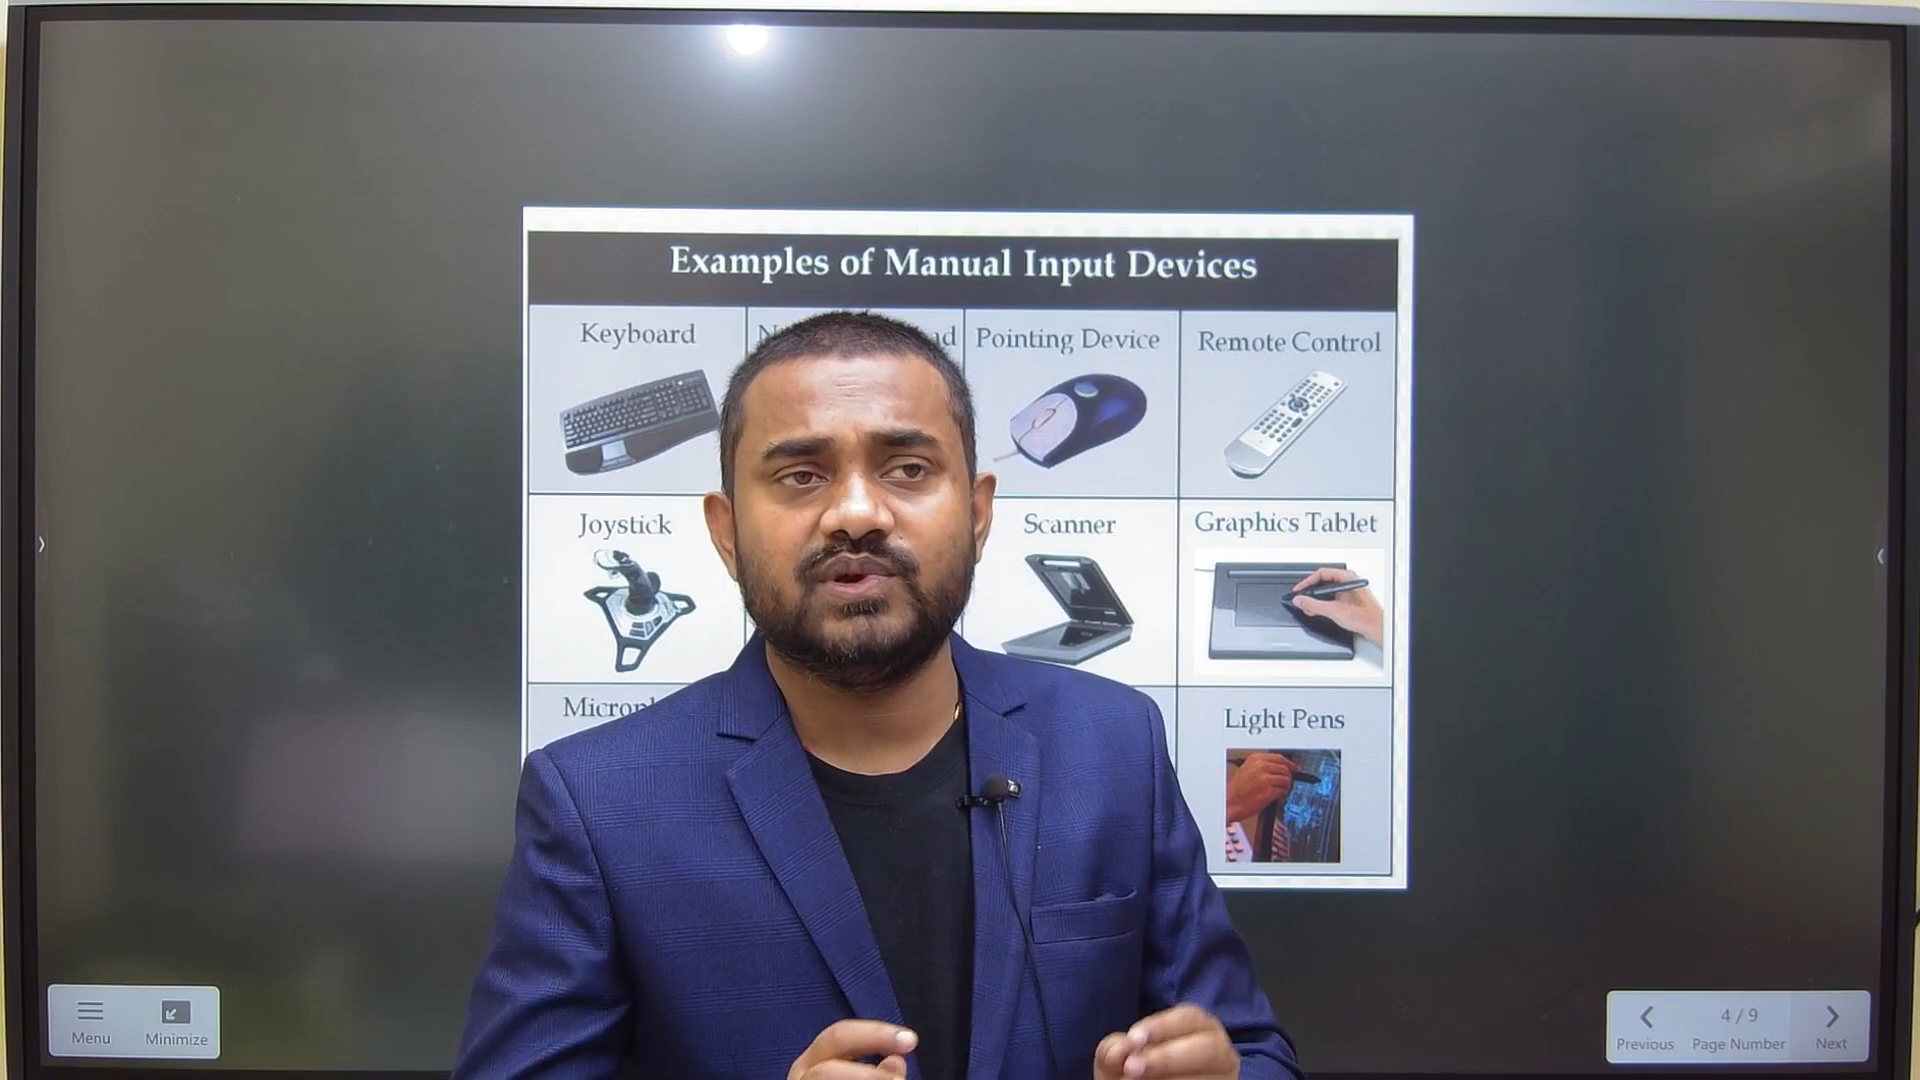 Examples of Manual Input Devices
Keyboard
Pointing Device
Remote Control
Joystick
Scanner
Graphics Tablet
Light Pens
Menu
Minimize
4 / 9
Previous
Page Number
Next